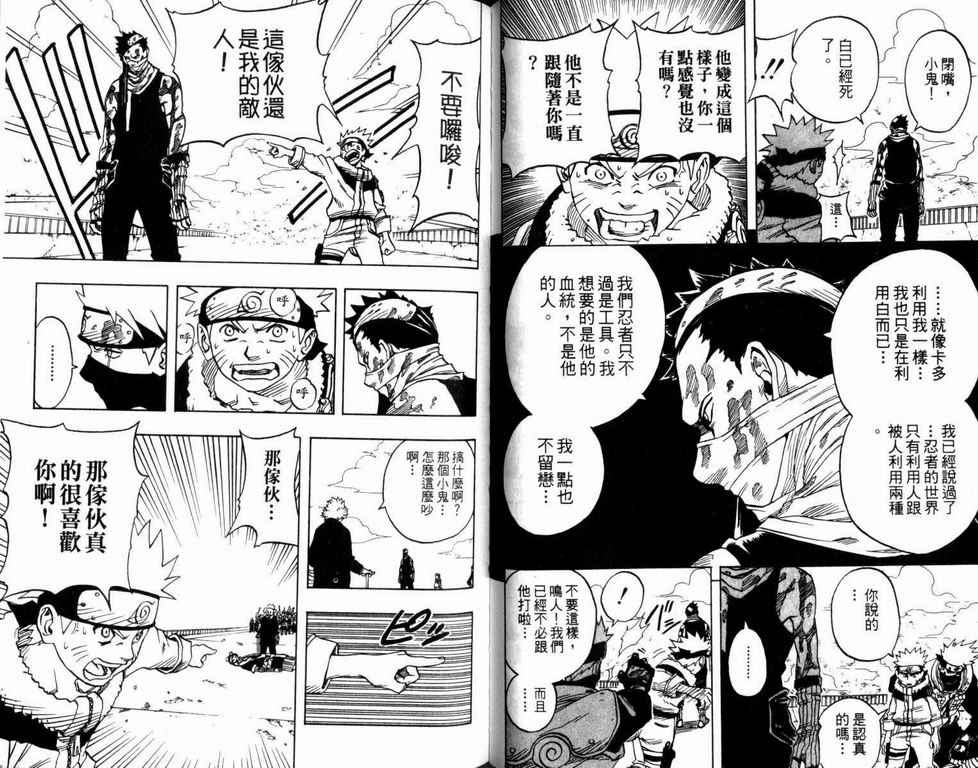 閉嘴，
小鬼！
白已經死
了。
這…
！！
他變成這個
樣子，你一
點感覺也沒
有嗎？
他不是一直
跟隨著你嗎
……就像卡多
利用我一樣…
我也只是在利
用白而已…
我已經說過了
…忍者的世界
只有利用人跟
被人利用兩種
。
我們忍者只不
過是工具。我
想要的是他的
血統，不是他
的人。
我一點也
不留戀…
你說的
是認真
的嗎…
……
！
不要這樣，
鳴人！我們
已經不必跟
他打啦…
而且
…
不要囉唆！
這傢伙還
是我的敵
人！
呼
呼
呼
……
搞什麼啊？
那個小鬼…
怎麼這麼吵
啊…
ピクッ
那傢伙…
那傢伙真
的很喜歡
你啊！